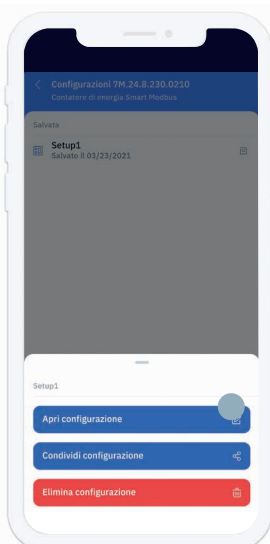 Configurazioni 7M.24.8.230.0210
Contatore di energia Smart Modbus
Salvata
Setup1
Salvato il 03/23/2021
Setup1
Apri configurazione
Condividi configurazione
Elimina configurazione